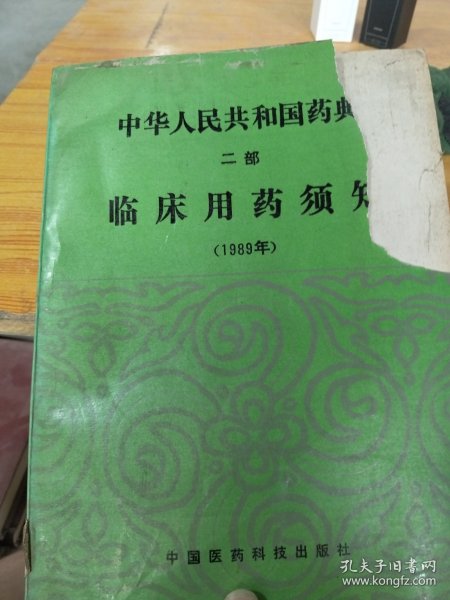 中华人民共和国药典
二部
临床用药须知
(1989年)
中国医药科技出版社
孔夫子旧书网
www.kongfz.com